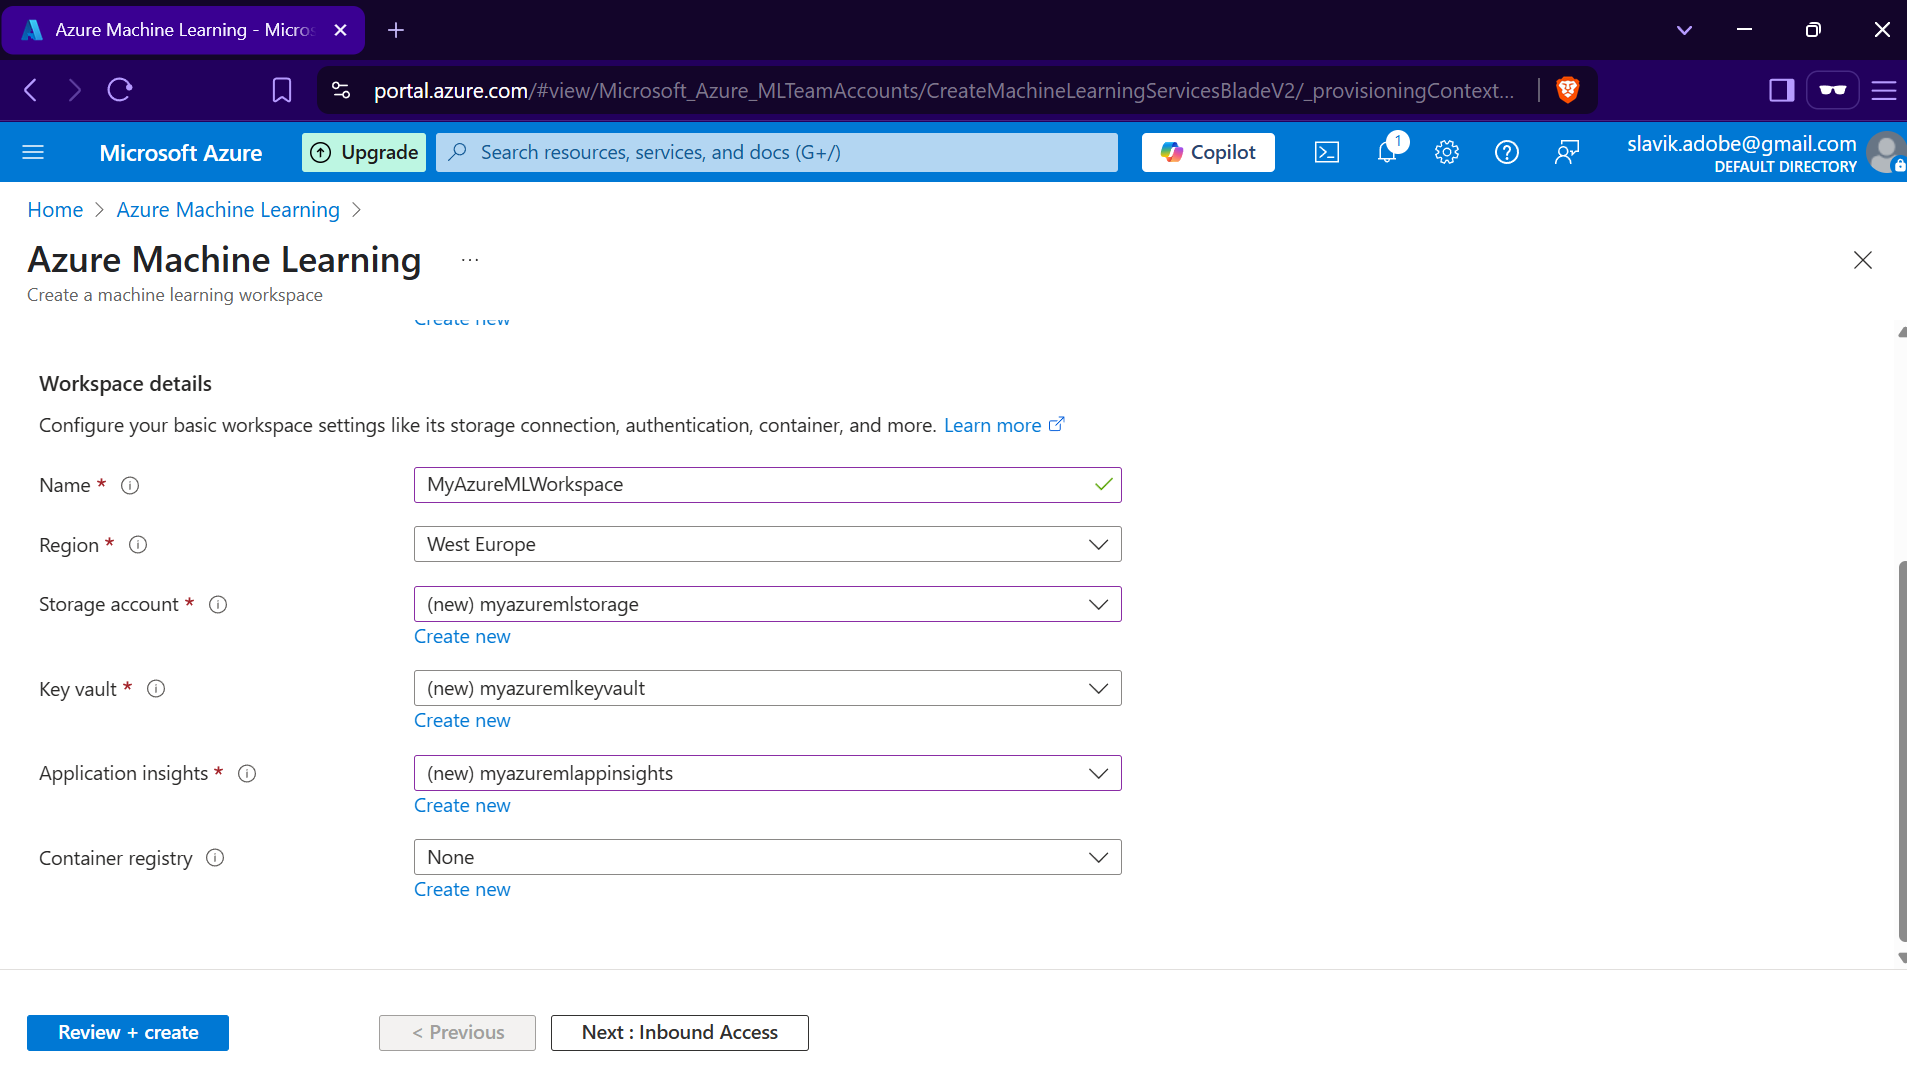 Azure Machine Learning - Micros
portal.azure.com/#view/Microsoft_Azure_MLTeamAccounts/CreateMachineLearningServicesBladeV2/_provisioningContext...
Microsoft Azure
Upgrade
Search resources, services, and docs (G+/)
Copilot
1
slavik.adobe@gmail.com
DEFAULT DIRECTORY
Home > Azure Machine Learning >
Azure Machine Learning ...
Create a machine learning workspace
Create new
Workspace details
Configure your basic workspace settings like its storage connection, authentication, container, and more. Learn more
Name * MyAzureMLWorkspace
Region * West Europe
Storage account * (new) myazuremlstorage
Create new
Key vault * (new) myazuremlkeyvault
Create new
Application insights * (new) myazuremlappinsights
Create new
Container registry None
Create new
Review + create
< Previous
Next : Inbound Access